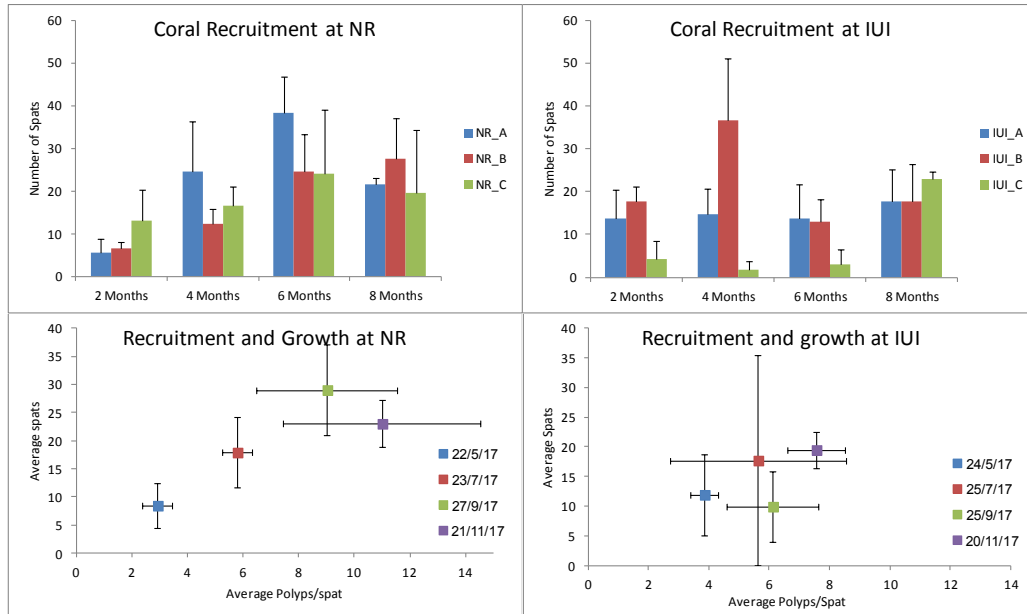 Coral Recruitment at NR
60
50
40
30
20
10
0
Number of Spats
2 Months 4 Months 6 Months 8 Months
NR_A
NR_B
NR_C
Coral Recruitment at IUI
60
50
40
30
20
10
0
Number of Spats
2 Months 4 Months 6 Months 8 Months
IUI_A
IUI_B
IUI_C
Recruitment and Growth at NR
40
35
30
25
20
15
10
5
0
Average spats
0 2 4 6 8 10 12 14
Average Polyps/spat
22/5/17
23/7/17
27/9/17
21/11/17
Recruitment and growth at IUI
40
35
30
25
20
15
10
5
0
Average Spats
0 2 4 6 8 10 12 14
Average Polyps/Spat
24/5/17
25/7/17
25/9/17
20/11/17